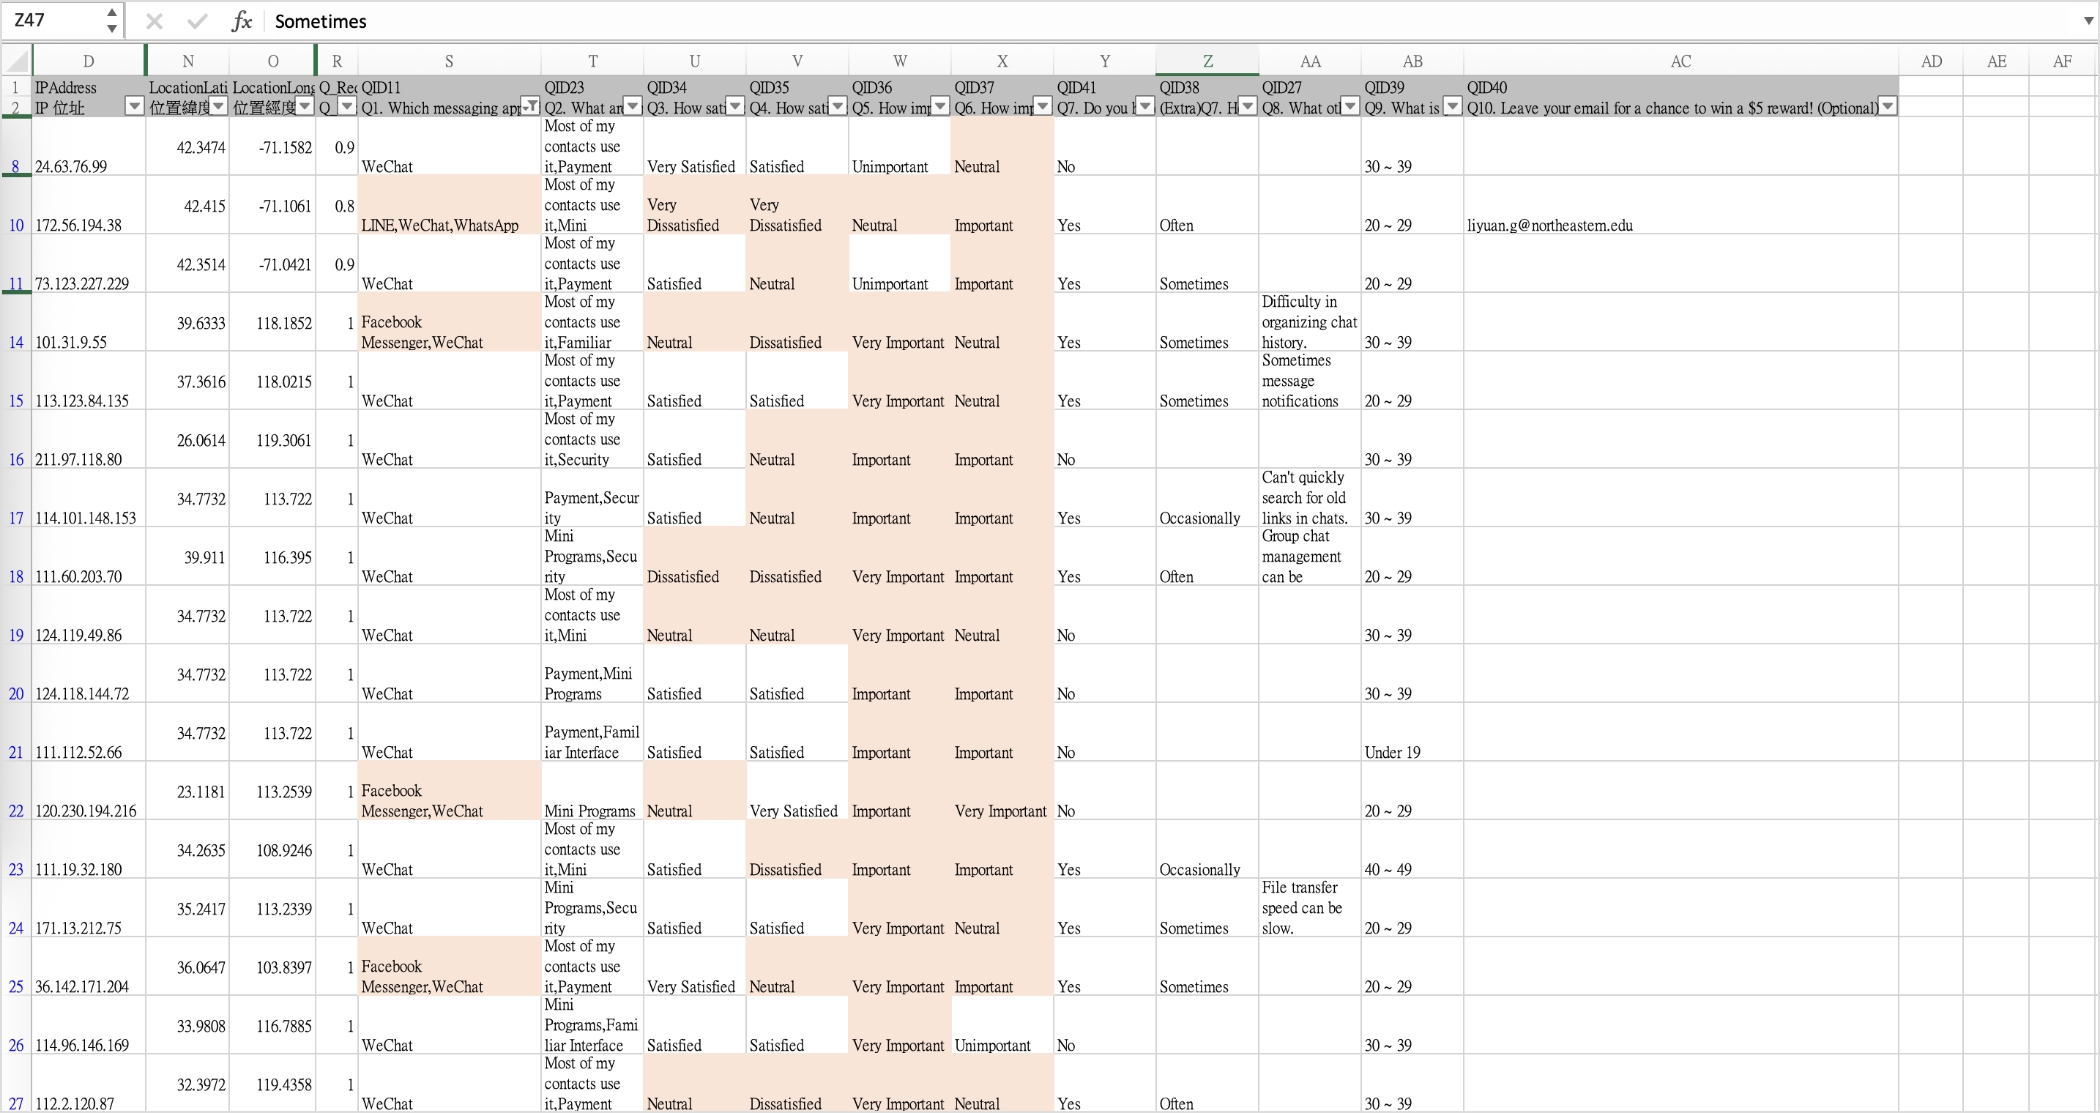 Z47 fx Sometimes
D N O R S T U V W X Y Z AA AB AC AD AE AF
1 IPAddress LocationLati LocationLong Q_Rec QID11 QID23 QID34 QID35 QID36 QID37 QID41 QID38 QID27 QID39 QID40
2 IP 位址 位置緯度 位置經度 Q_ Q1. Which messaging app Q2. What are Q3. How sati Q4. How sati Q5. How imp Q6. How imp Q7. Do you h (Extra)Q7. H Q8. What oth Q9. What is Q10. Leave your email for a chance to win a $5 reward! (Optional)
Most of my
contacts use
8 24.63.76.99 42.3474 -71.1582 0.9 WeChat it,Payment Very Satisfied Satisfied Unimportant Neutral No 30 ~ 39
Most of my
contacts use Very Very
10 172.56.194.38 42.415 -71.1061 0.8 LINE,WeChat,WhatsApp it,Mini Dissatisfied Dissatisfied Neutral Important Yes Often 20 ~ 29 liyuan.g@northeastern.edu
Most of my
contacts use
11 73.123.227.229 42.3514 -71.0421 0.9 WeChat it,Payment Satisfied Neutral Unimportant Important Yes Sometimes 20 ~ 29
Most of my Difficulty in
Facebook contacts use organizing chat
14 101.31.9.55 39.6333 118.1852 1 Messenger,WeChat it,Familiar Neutral Dissatisfied Very Important Neutral Yes Sometimes history. 30 ~ 39
Most of my Sometimes
contacts use message
15 113.123.84.135 37.3616 118.0215 1 WeChat it,Payment Satisfied Satisfied Very Important Neutral Yes Sometimes notifications 20 ~ 29
Most of my
contacts use
16 211.97.118.80 26.0614 119.3061 1 WeChat it,Security Satisfied Neutral Important Important No 30 ~ 39
Can't quickly
Payment,Secur search for old
17 114.101.148.153 34.7732 113.722 1 WeChat ity Satisfied Neutral Important Important Yes Occasionally links in chats. 30 ~ 39
Mini Group chat
Programs,Secu management
18 111.60.203.70 39.911 116.395 1 WeChat rity Dissatisfied Dissatisfied Very Important Important Yes Often can be 20 ~ 29
Most of my
contacts use
19 124.119.49.86 34.7732 113.722 1 WeChat it,Mini Neutral Neutral Very Important Neutral No 30 ~ 39
Payment,Mini
20 124.118.144.72 34.7732 113.722 1 WeChat Programs Satisfied Satisfied Important Important No 30 ~ 39
Payment,Famil
21 111.112.52.66 34.7732 113.722 1 WeChat iar Interface Satisfied Satisfied Important Important No Under 19
Facebook
22 120.230.194.216 23.1181 113.2539 1 Messenger,WeChat Mini Programs Neutral Very Satisfied Important Very Important No 20 ~ 29
Most of my
contacts use
23 111.19.32.180 34.2635 108.9246 1 WeChat it,Mini Satisfied Dissatisfied Important Important Yes Occasionally 40 ~ 49
Mini File transfer
Programs,Secu speed can be
24 171.13.212.75 35.2417 113.2339 1 WeChat rity Satisfied Satisfied Very Important Neutral Yes Sometimes slow. 20 ~ 29
Most of my
Facebook contacts use
25 36.142.171.204 36.0647 103.8397 1 Messenger,WeChat it,Payment Very Satisfied Neutral Very Important Important Yes Sometimes 20 ~ 29
Mini
Programs,Fami
26 114.96.146.169 33.9808 116.7885 1 WeChat liar Interface Satisfied Satisfied Very Important Unimportant No 30 ~ 39
Most of my
contacts use
27 112.2.120.87 32.3972 119.4358 1 WeChat it,Payment Neutral Dissatisfied Very Important Neutral Yes Often 30 ~ 39